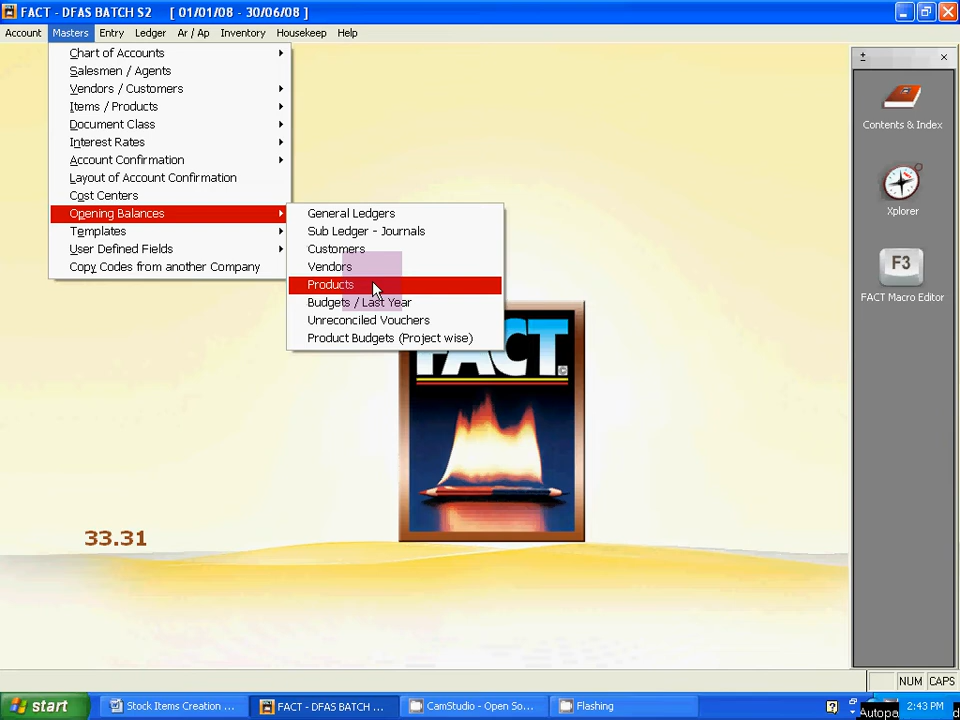 FACT - DFAS BATCH S2 [ 01/01/08 - 30/06/08 ]
Account Masters Entry Ledger Ar / Ap Inventory Housekeep Help
Chart of Accounts
Salesmen / Agents
Vendors / Customers
Items / Products
Document Class
Interest Rates
Account Confirmation
Layout of Account Confirmation
Cost Centers
Opening Balances
Templates
User Defined Fields
Copy Codes from another Company
General Ledgers
Sub Ledger - Journals
Customers
Vendors
Products
Budgets / Last Year
Unreconciled Vouchers
Product Budgets (Project wise)
Contents & Index
Xplorer
F3
FACT Macro Editor
FACT
33.31
NUM CAPS
start
Stock Items Creation ...
FACT - DFAS BATCH ...
CamStudio - Open So...
Flashing
2:43 PM